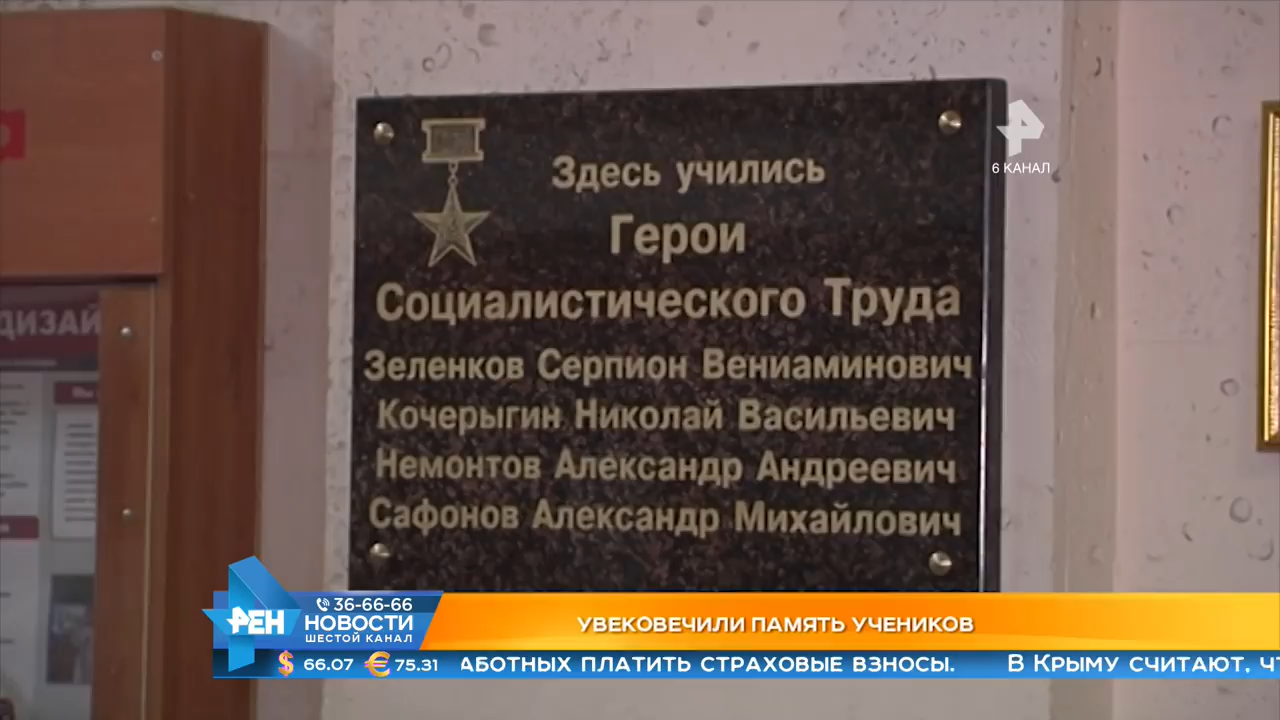 Здесь учились
Герои
Социалистического Труда
Зеленков Серпион Вениаминович
Кочерыгин Николай Васильевич
Немонтов Александр Андреевич
Сафонов Александр Михайлович
6 КАНАЛ
ДИЗАЙ
36-66-66
РЕН
НОВОСТИ
ШЕСТОЙ КАНАЛ
УВЕКОВЕЧИЛИ ПАМЯТЬ УЧЕНИКОВ
$ 66.07 € 75.31 АБОТНЫХ ПЛАТИТЬ СТРАХОВЫЕ ВЗНОСЫ. В КРЫМУ СЧИТАЮТ, ЧТ